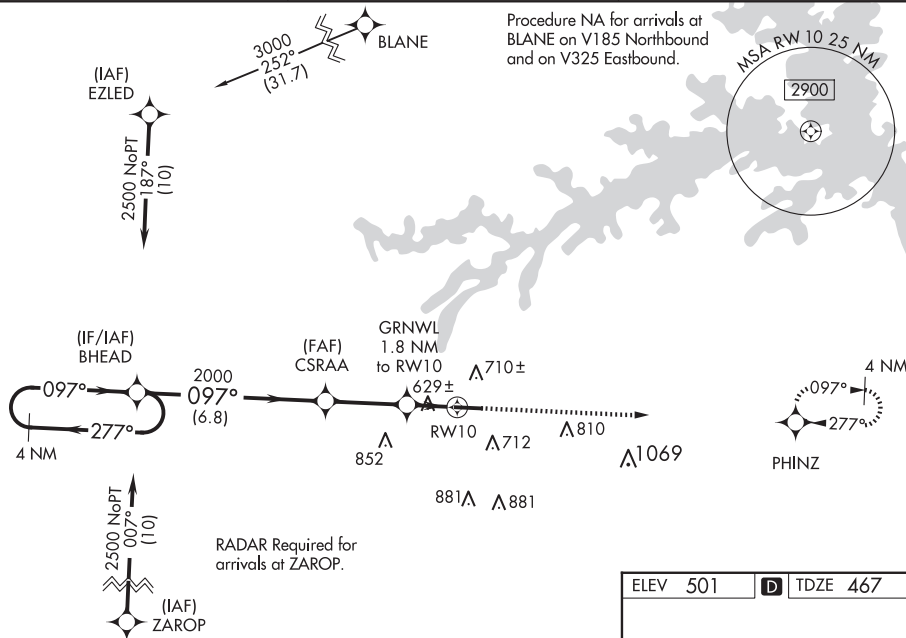 Procedure NA for arrivals at
BLANE on V185 Northbound
and on V325 Eastbound.
BLANE
3000
252°
(31.7)
MSA RW 10 25 NM
2900
(IAF)
EZLED
2500 NoPT
187°
(10)
(IF/IAF)
BHEAD
097°
277°
4 NM
2000
097°
(6.8)
(FAF)
CSRAA
GRNWL
1.8 NM
to RW10
629±
710±
RW10
852
712
810
1069
881
881
4 NM
097°
277°
PHINZ
2500 NoPT
007°
(10)
(IAF)
ZAROP
RADAR Required for
arrivals at ZAROP.
ELEV 501 D TDZE 467